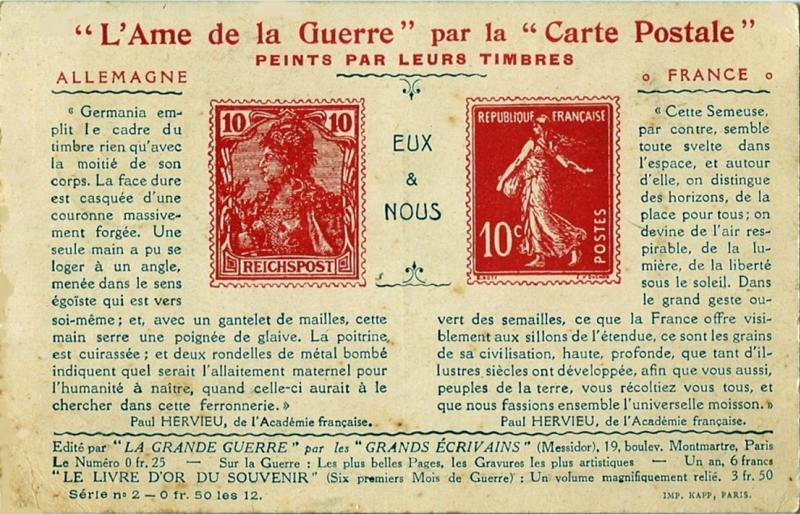 "L'Ame de la Guerre" par la "Carte Postale"
PEINTS PAR LEURS TIMBRES
ALLEMAGNE
« Germania em-
plit le cadre du
timbre rien qu'avec
la moitié de son
corps. La face dure
est casquée d'une
couronne massive-
ment forgée. Une
seule main a pu se
loger à un angle,
menée dans le sens
égoïste qui est vers
soi-même ; et, avec un gantelet de mailles, cette
main serre une poignée de glaive. La poitrine
est cuirassée ; et deux rondelles de métal bombé
indiquent quel serait l'allaitement maternel pour
l'humanité à naître, quand celle-ci aurait à le
chercher dans cette ferronnerie. »
Paul HERVIEU, de l'Académie française.
10 10
REICHSPOST
EUX
&
NOUS
RÉPUBLIQUE FRANÇAISE
10c
POSTES
FRANCE
« Cette Semeuse,
par contre, semble
toute svelte dans
l'espace, et autour
d'elle, on distingue
des horizons, de la
place pour tous ; on
devine de l'air res-
pirable, de la lu-
mière, de la liberté
sous le soleil. Dans
le grand geste ou-
vert des semailles, ce que la France offre visi-
blement aux sillons de l'étendue, ce sont les grains
de sa civilisation, haute, profonde, que tant d'il-
lustres siècles ont développée, afin que vous aussi,
peuples de la terre, vous récoltiez vous tous, et
que nous fassions ensemble l'universelle moisson. »
Paul HERVIEU, de l'Académie française.
Edité par "LA GRANDE GUERRE" par les "GRANDS ÉCRIVAINS" (Messidor), 19, boulev. Montmartre, Paris
Le Numéro 0 fr. 25 — Sur la Guerre : Les plus belles Pages, les Gravures les plus artistiques — Un an, 6 francs
"LE LIVRE D'OR DU SOUVENIR" (Six premiers Mois de Guerre) : Un volume magnifiquement relié. 3 fr. 50
Série no 2 — 0 fr. 50 les 12.
IMP. KAPP, PARIS.